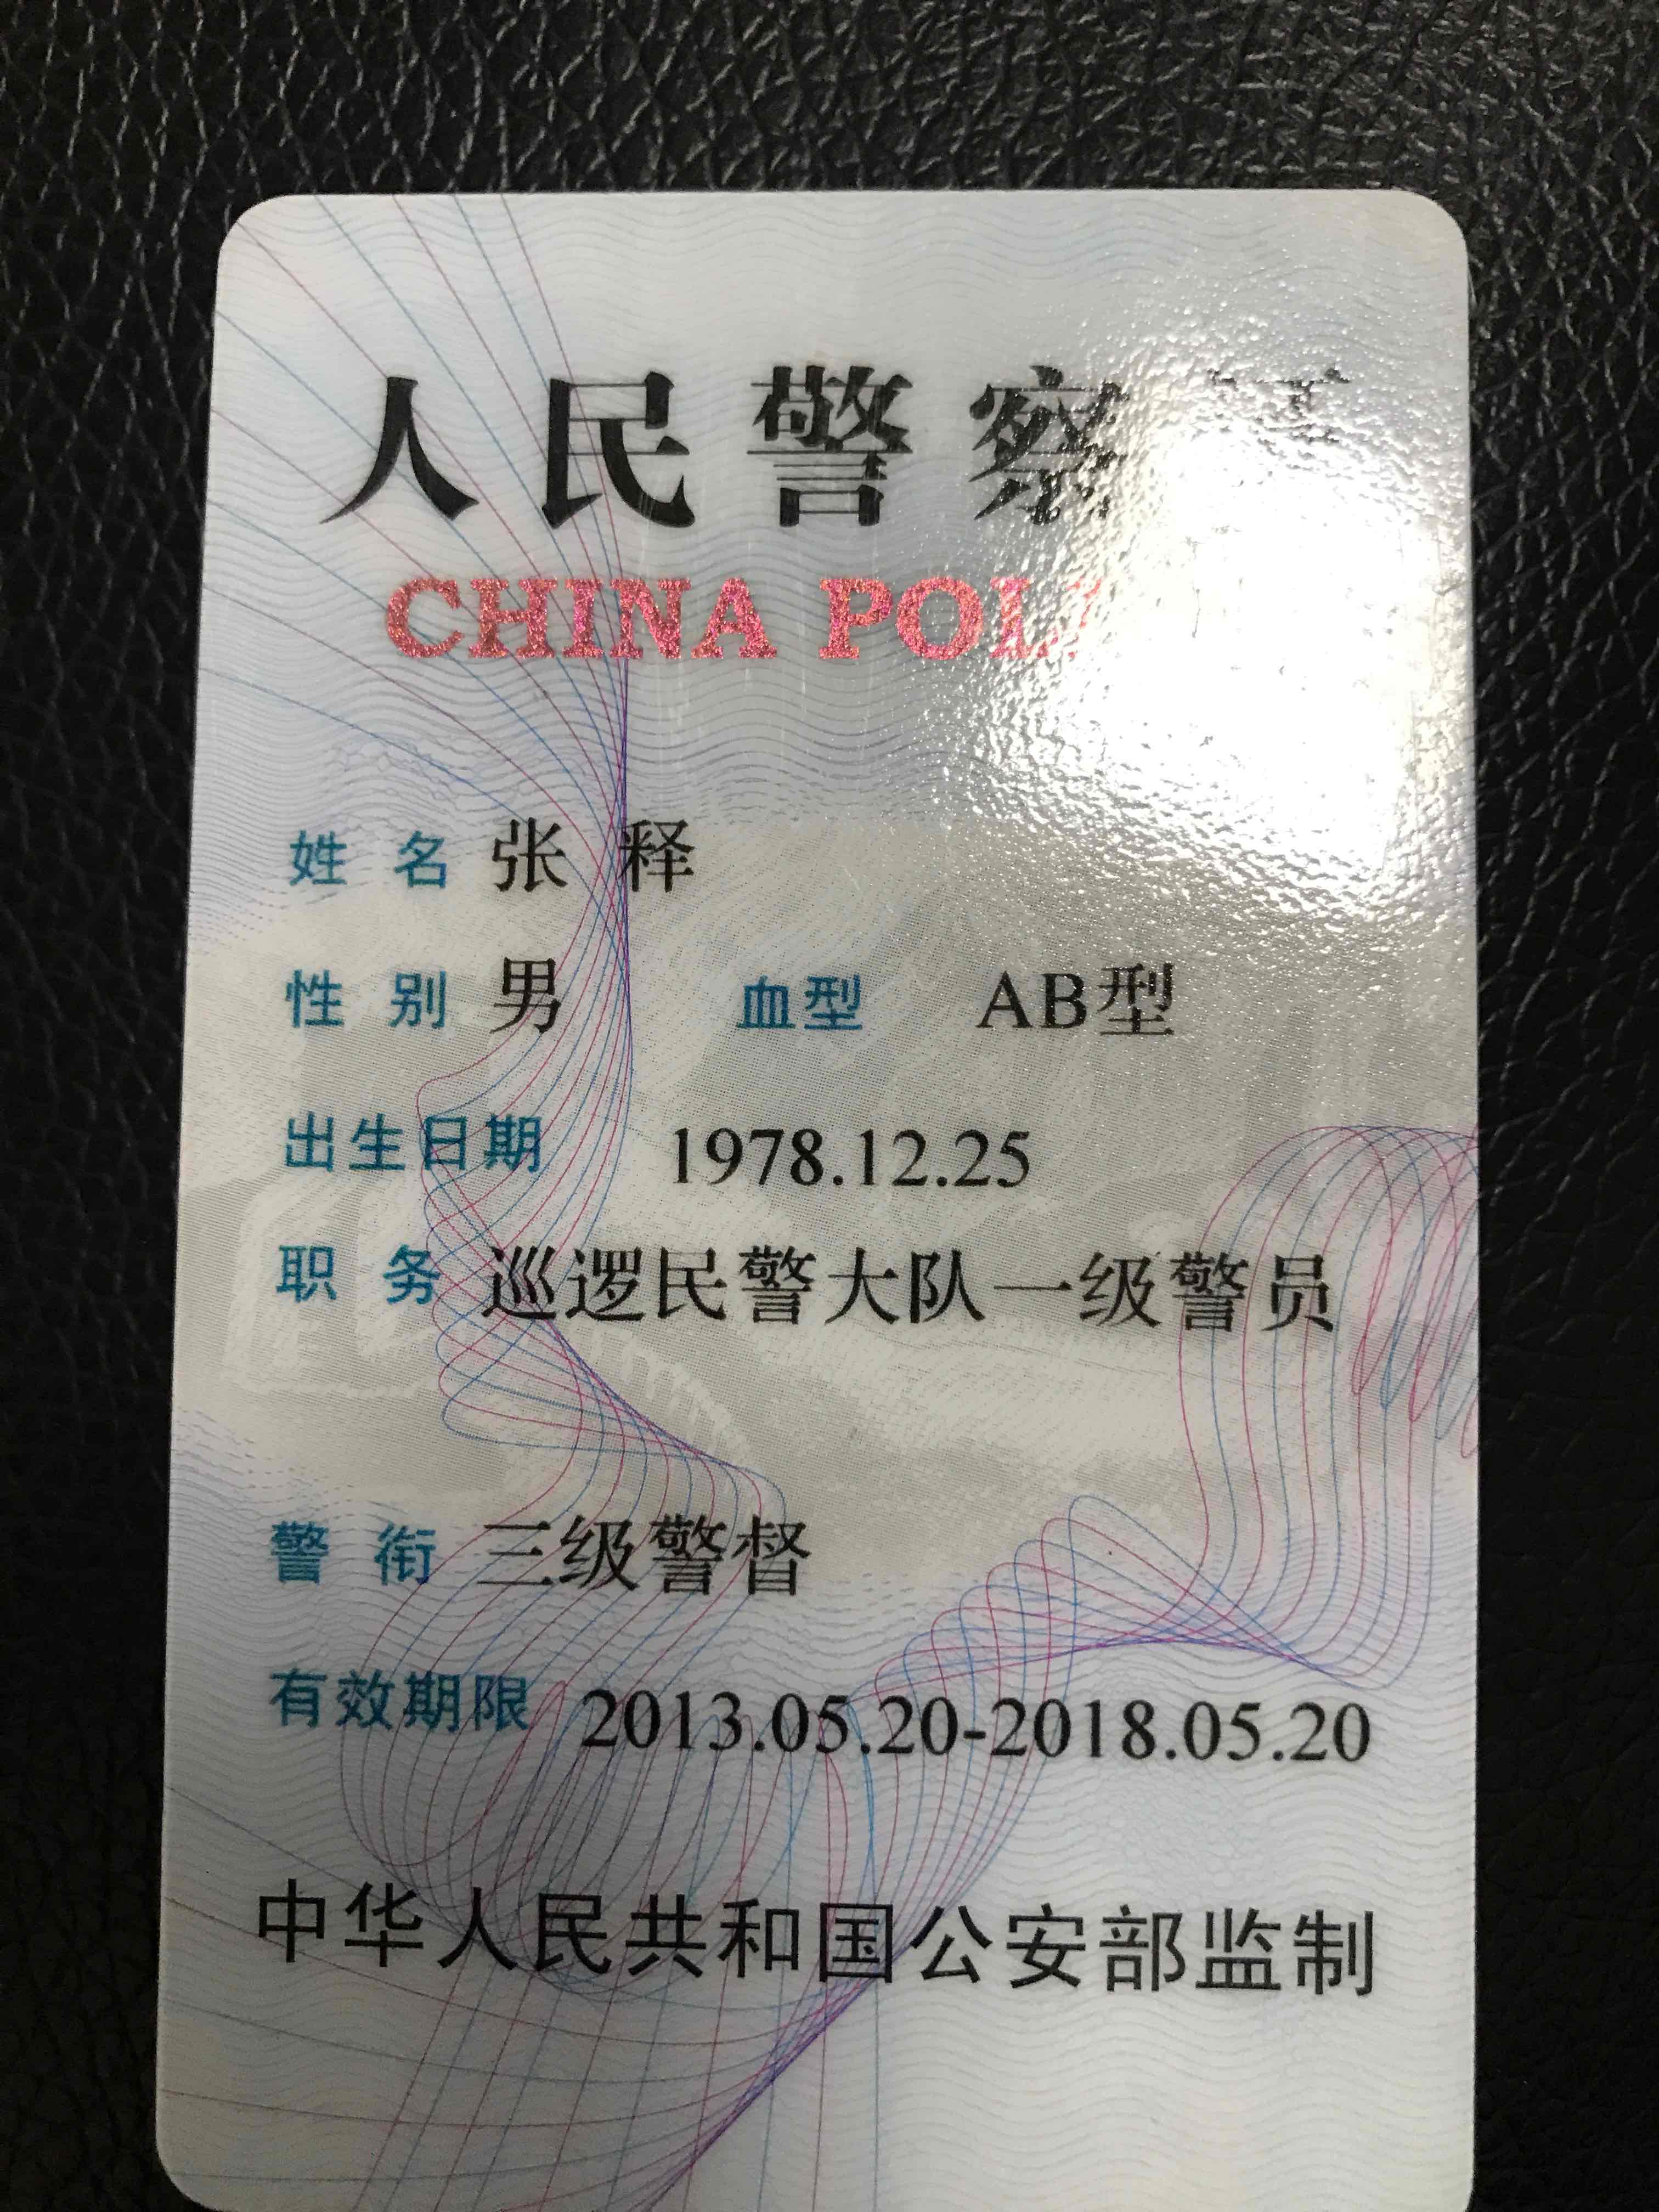 人民警察
CHINA POL
姓名 张释
性别 男 血型 AB型
出生日期 1978.12.25
职务 巡逻民警大队一级警员
警衔 三级警督
有效期限 2013.05.20-2018.05.20
中华人民共和国公安部监制